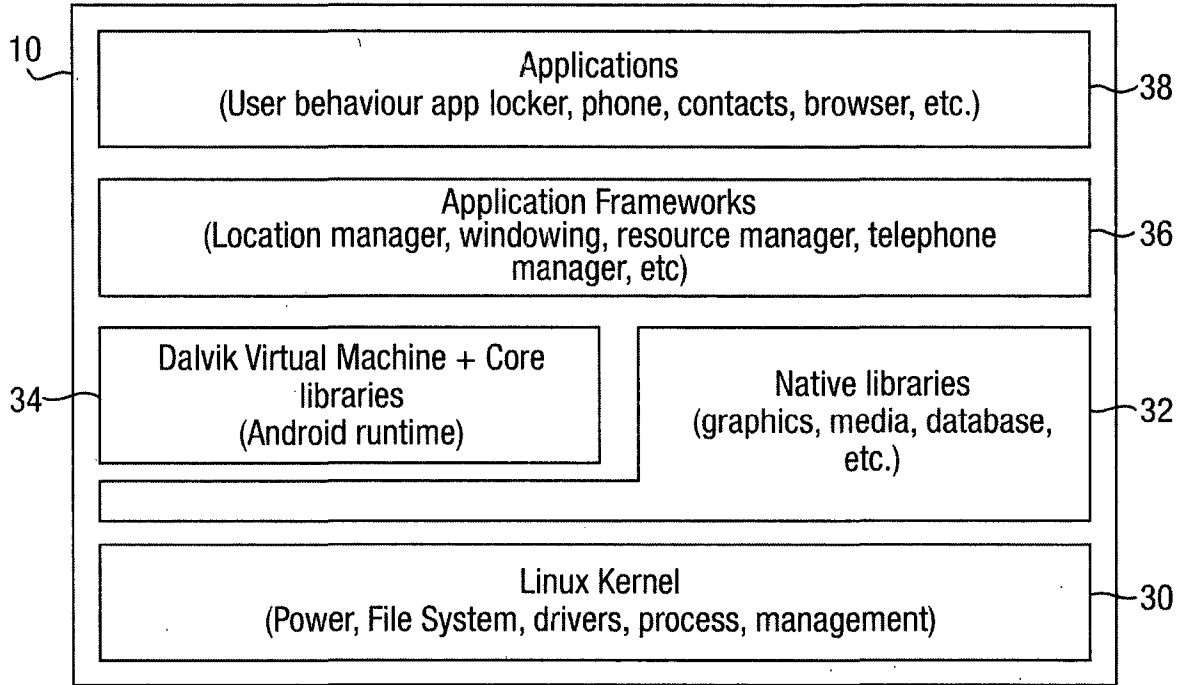 10
Applications
(User behaviour app locker, phone, contacts, browser, etc.)
38
Application Frameworks
(Location manager, windowing, resource manager, telephone
manager, etc)
36
Dalvik Virtual Machine + Core
libraries
(Android runtime)
34
Native libraries
(graphics, media, database,
etc.)
32
Linux Kernel
(Power, File System, drivers, process, management)
30